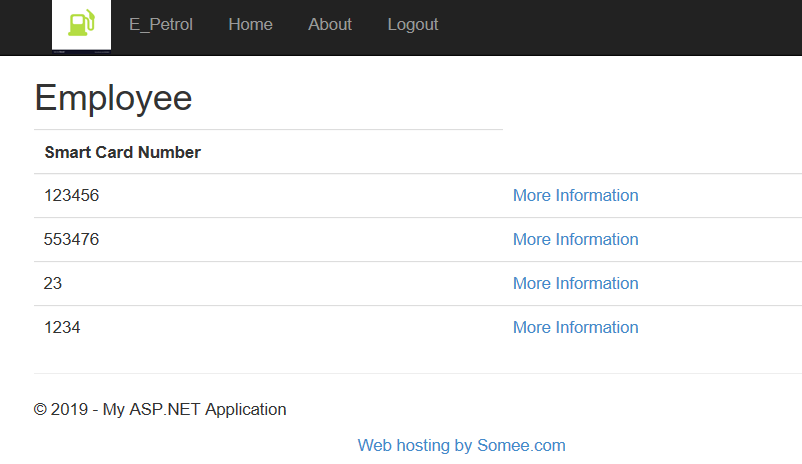 E_Petrol Home About Logout
Employee
Smart Card Number
123456 More Information
553476 More Information
23 More Information
1234 More Information
© 2019 - My ASP.NET Application
Web hosting by Somee.com